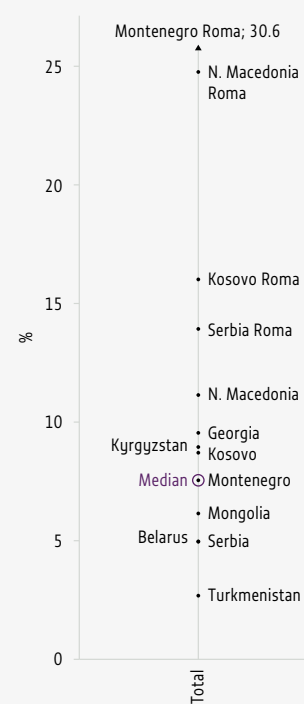 Montenegro Roma; 30.6
25
N. Macedonia
Roma
20
Kosovo Roma
15
Serbia Roma
%
N. Macedonia
10
Georgia
Kyrgyzstan
Kosovo
Median
Montenegro
Mongolia
5
Belarus
Serbia
Turkmenistan
0
Total